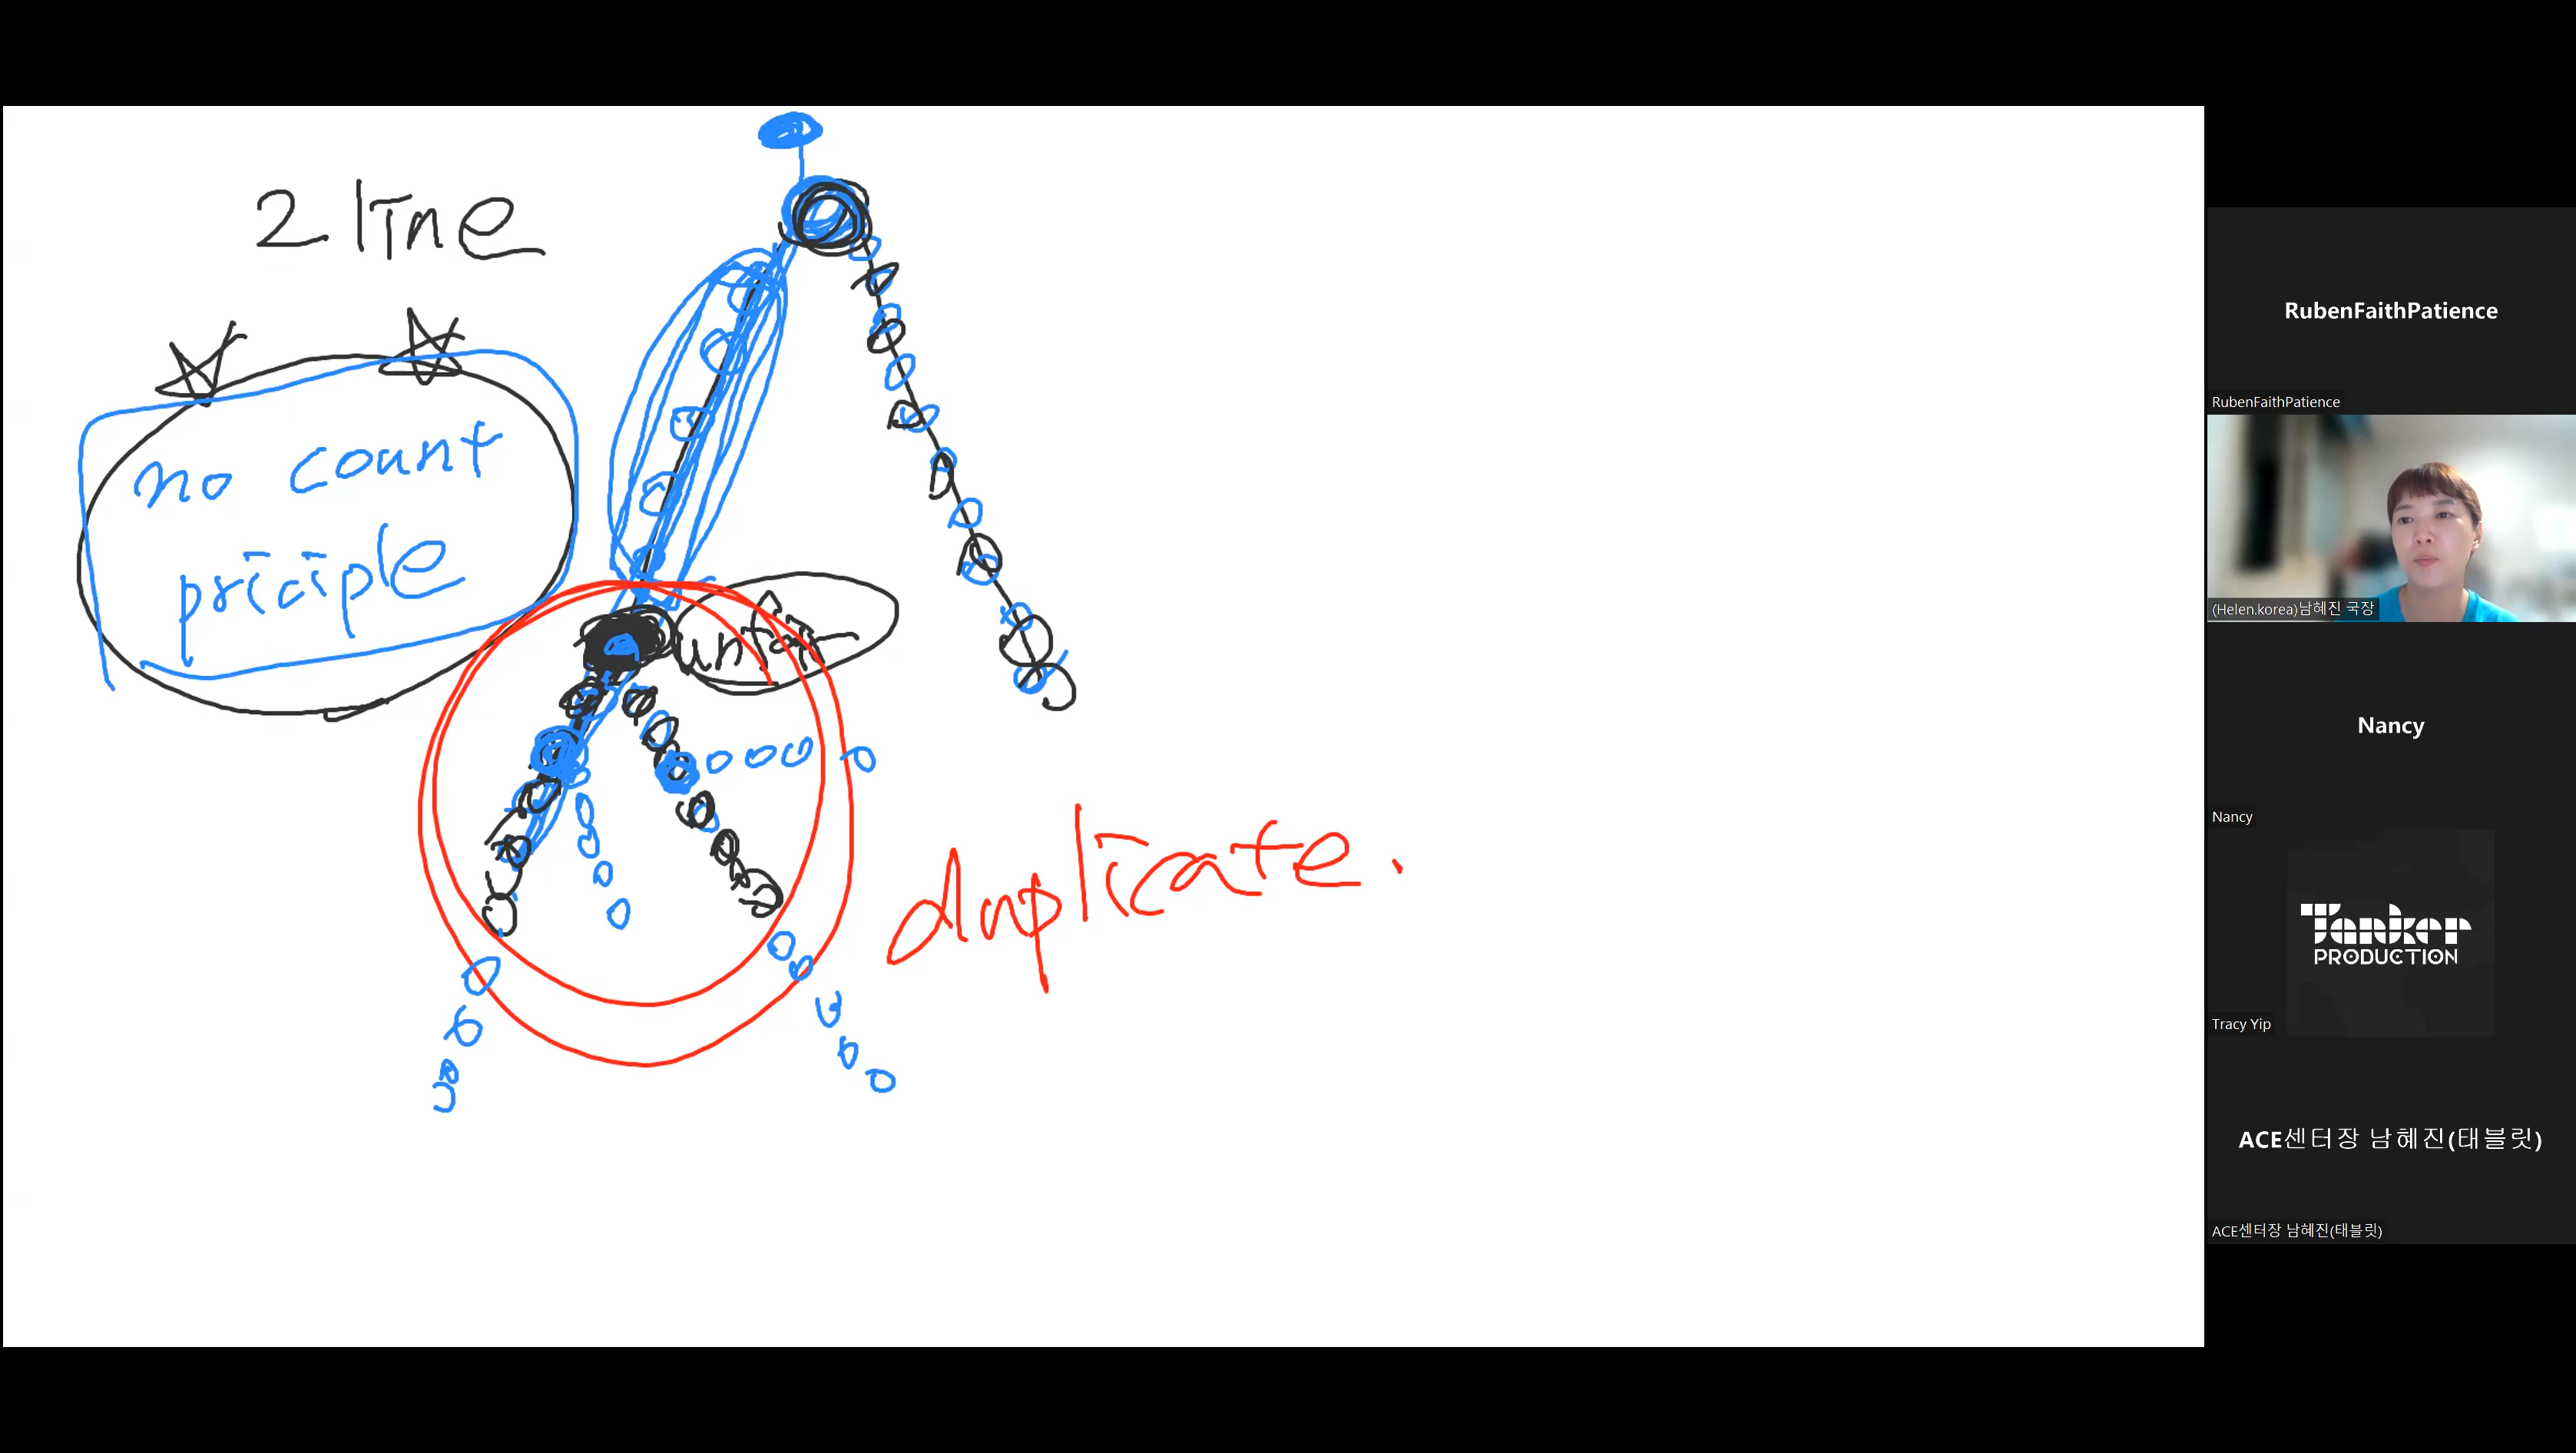 2 line
no count
priciple
unfair
duplicate.
RubenFaithPatience
RubenFaithPatience
(Helen.korea)남혜진 국장
Nancy
Nancy
Tanker
PRODUCTION
Tracy Yip
ACE센터장 남혜진(태블릿)
ACE센터장 남혜진(태블릿)